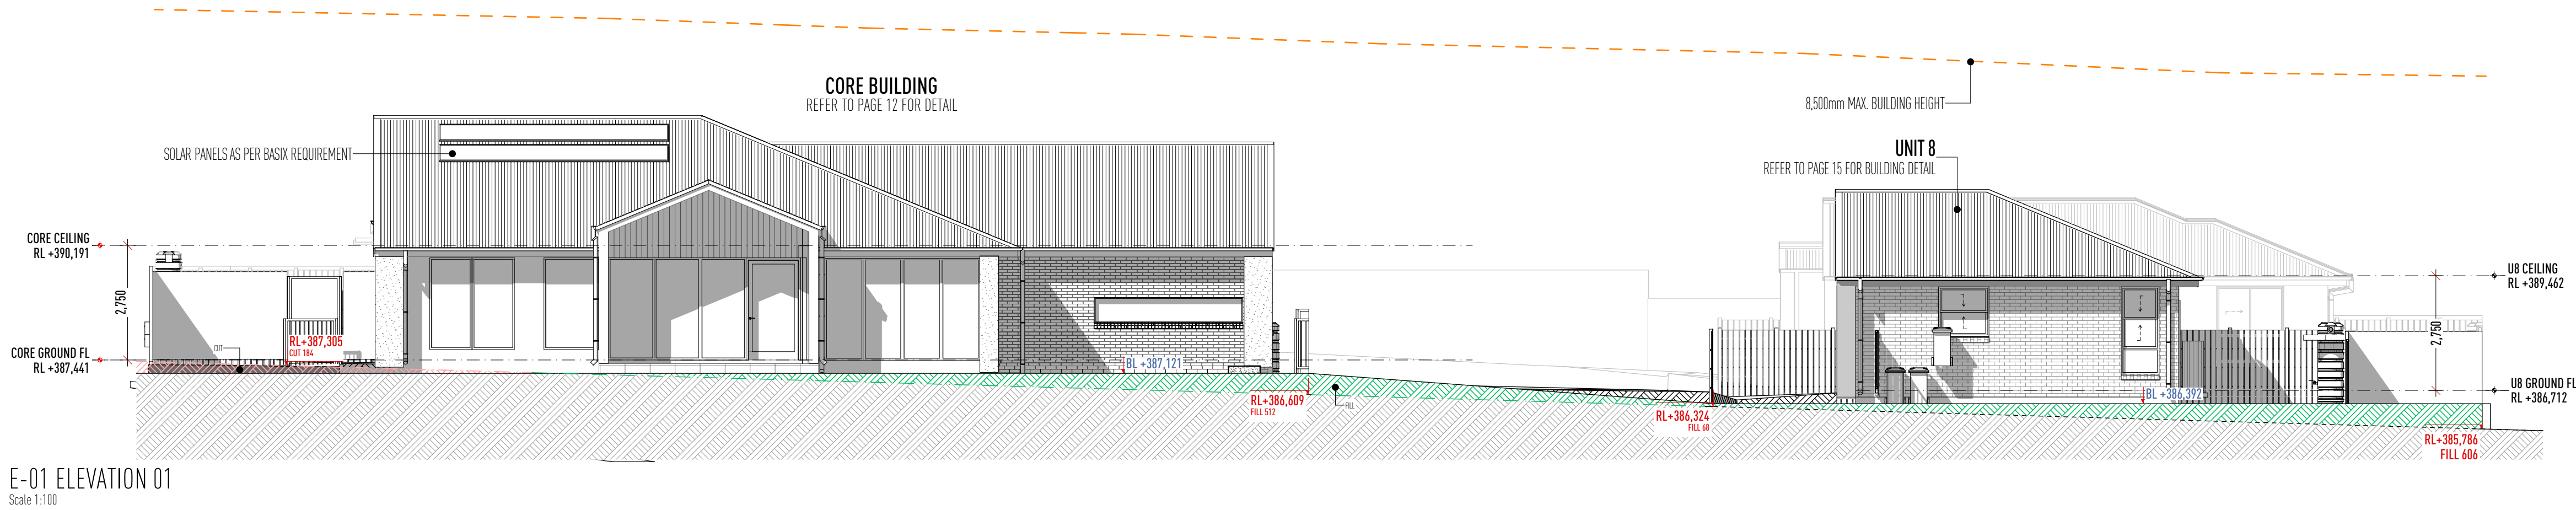 CORE BUILDING
REFER TO PAGE 12 FOR DETAIL
8,500mm MAX. BUILDING HEIGHT
SOLAR PANELS AS PER BASIX REQUIREMENT
UNIT 8
REFER TO PAGE 15 FOR BUILDING DETAIL
CORE CEILING
RL +390,191
2,750
CORE GROUND FL
RL +387,441
CUT
RL+387,305
CUT 184
BL +387,121
RL+386,609
FILL 512
FILL
RL+386,324
FILL 68
BL +386,392
U8 CEILING
RL +389,462
2,750
U8 GROUND FL
RL +386,712
RL+385,786
FILL 606
E-01 ELEVATION 01
Scale 1:100